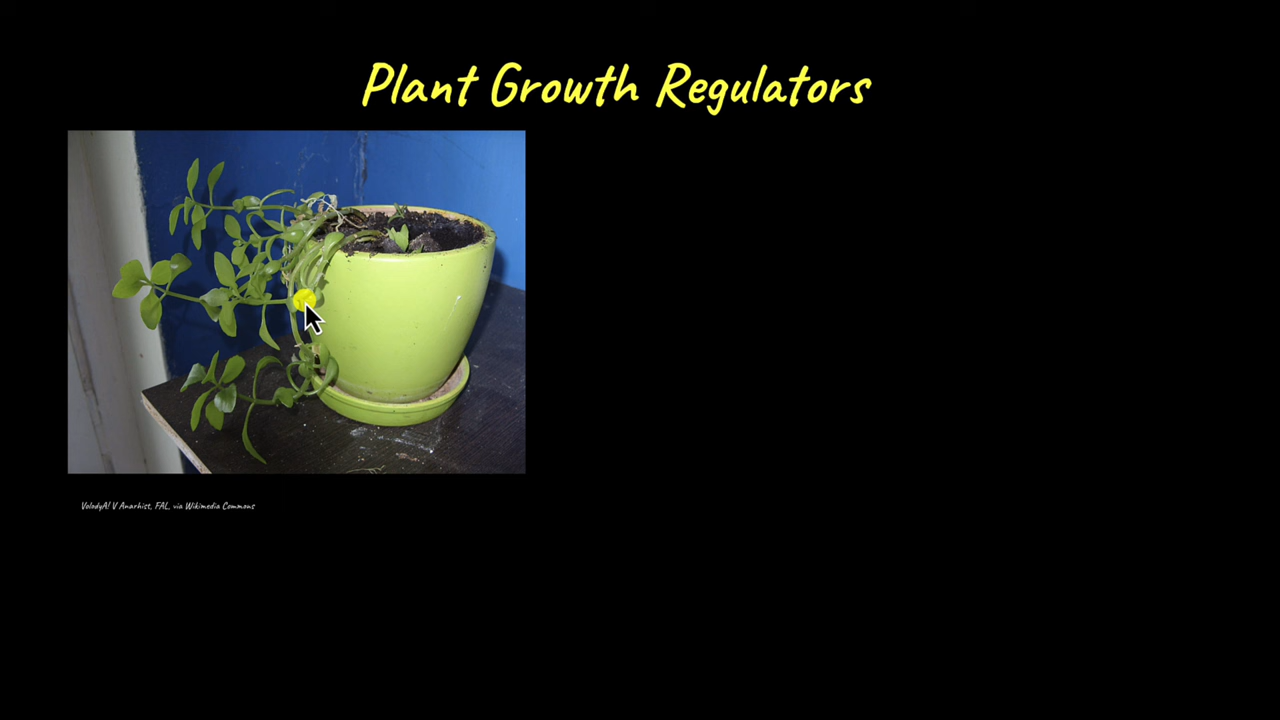 Plant Growth Regulators
VolodyA! V Anarhist, FAL, via Wikimedia Commons